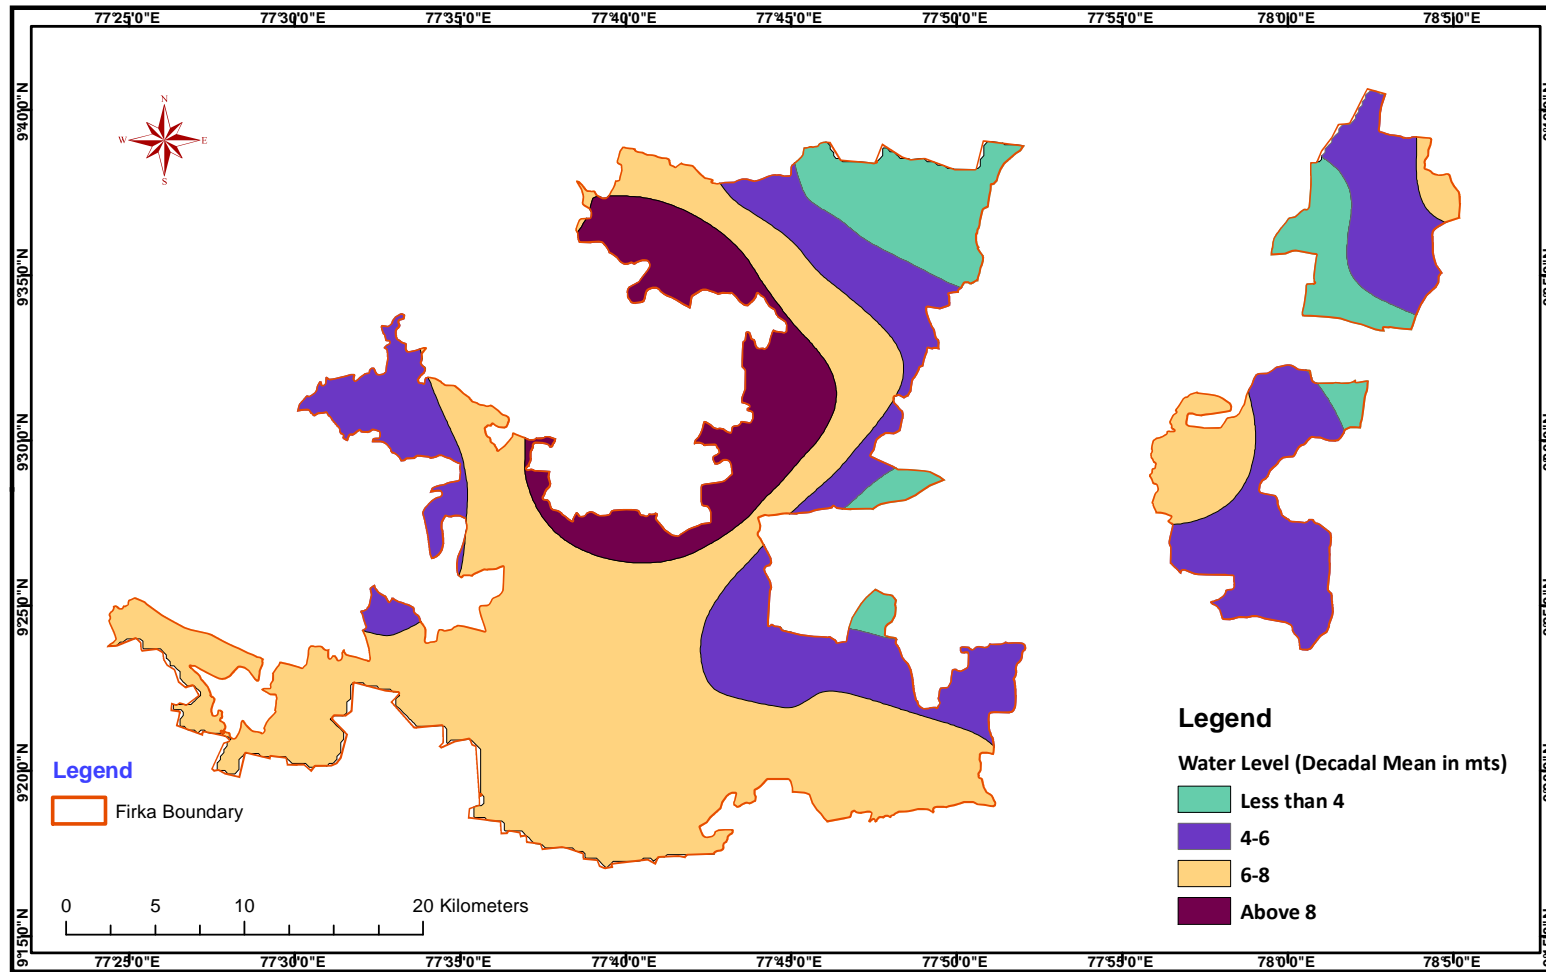 77°25'0"E 77°30'0"E 77°35'0"E 77°40'0"E 77°45'0"E 77°50'0"E 77°55'0"E 78°0'0"E 78°5'0"E
9°40'0"N
N
W E
S
9°35'0"N
9°30'0"N
9°25'0"N
9°20'0"N
9°15'0"N
Legend
Firka Boundary
0 5 10 20 Kilometers
Legend
Water Level (Decadal Mean in mts)
Less than 4
4-6
6-8
Above 8
77°25'0"E 77°30'0"E 77°35'0"E 77°40'0"E 77°45'0"E 77°50'0"E 77°55'0"E 78°0'0"E 78°5'0"E